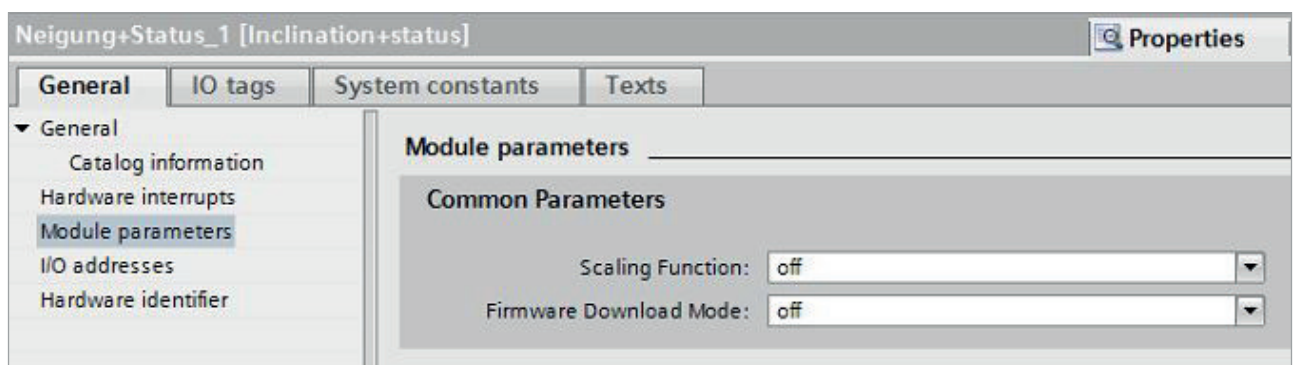 Neigung+Status_1 [Inclination+status]
Properties
General IO tags System constants Texts
General
Catalog information
Hardware interrupts
Module parameters
I/O addresses
Hardware identifier
Module parameters
Common Parameters
Scaling Function: off
Firmware Download Mode: off